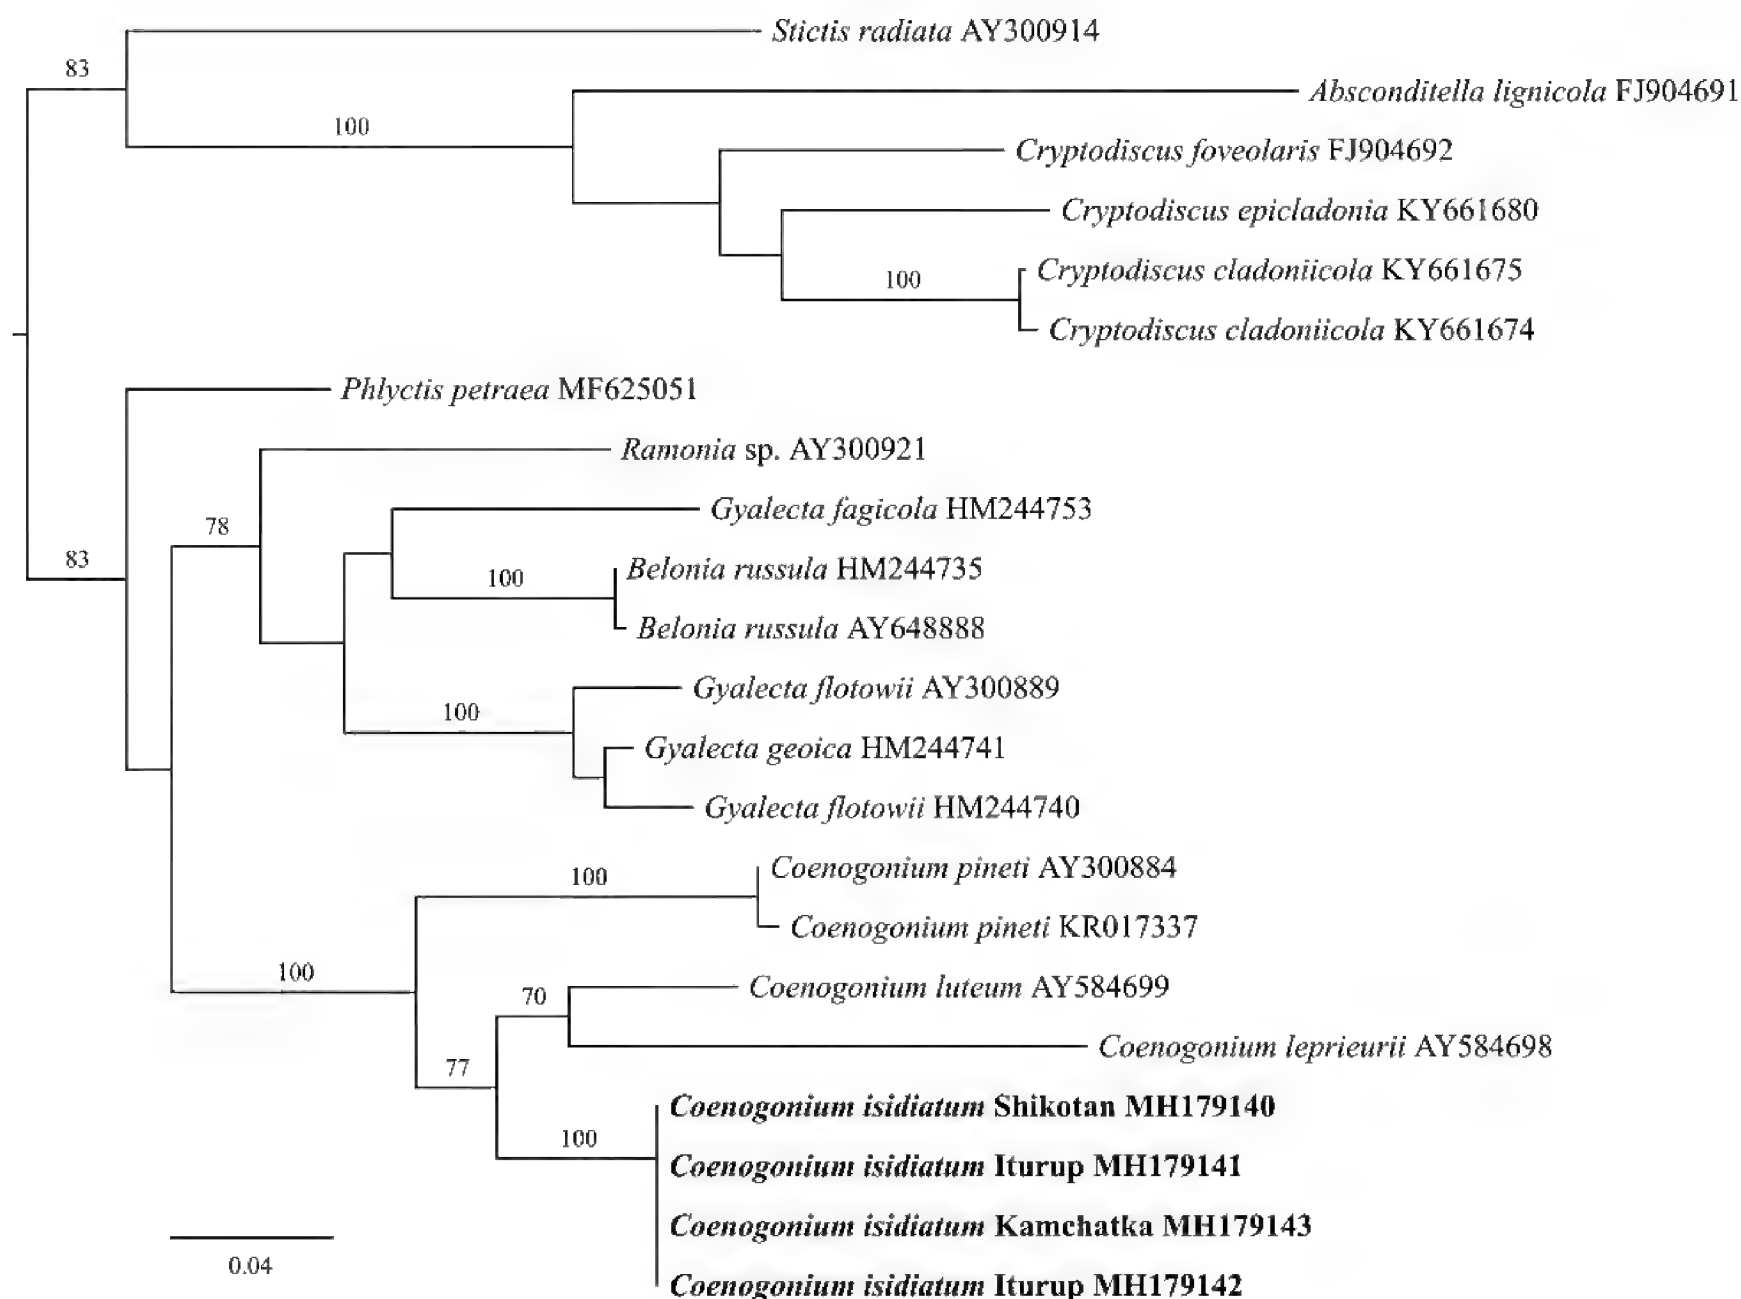 Stictis radiata AY300914
83
Absconditella lignicola FJ904691
100
Cryptodiscus foveolaris FJ904692
Cryptodiscus epicladonia KY661680
Cryptodiscus cladoniicola KY661675
100
Cryptodiscus cladoniicola KY661674
Phlyctis petraea MF625051
Ramonia sp. AY300921
Gyalecta fagicola HM244753
78
83
Belonia russula HM244735
100
Belonia russula AY648888
Gyalecta flotowii AY300889
100
Gyalecta geoica HM244741
Gyalecta flotowii HM244740
Coenogonium pineti AY300884
100
Coenogonium pineti KR017337
100
Coenogonium luteum AY584699
70
Coenogonium leprieurii AY584698
77
Coenogonium isidiatum Shikotan MH179140
100
Coenogonium isidiatum Iturup MH179141
Coenogonium isidiatum Kamchatka MH179143
0.04
Coenogonium isidiatum Iturup MH179142